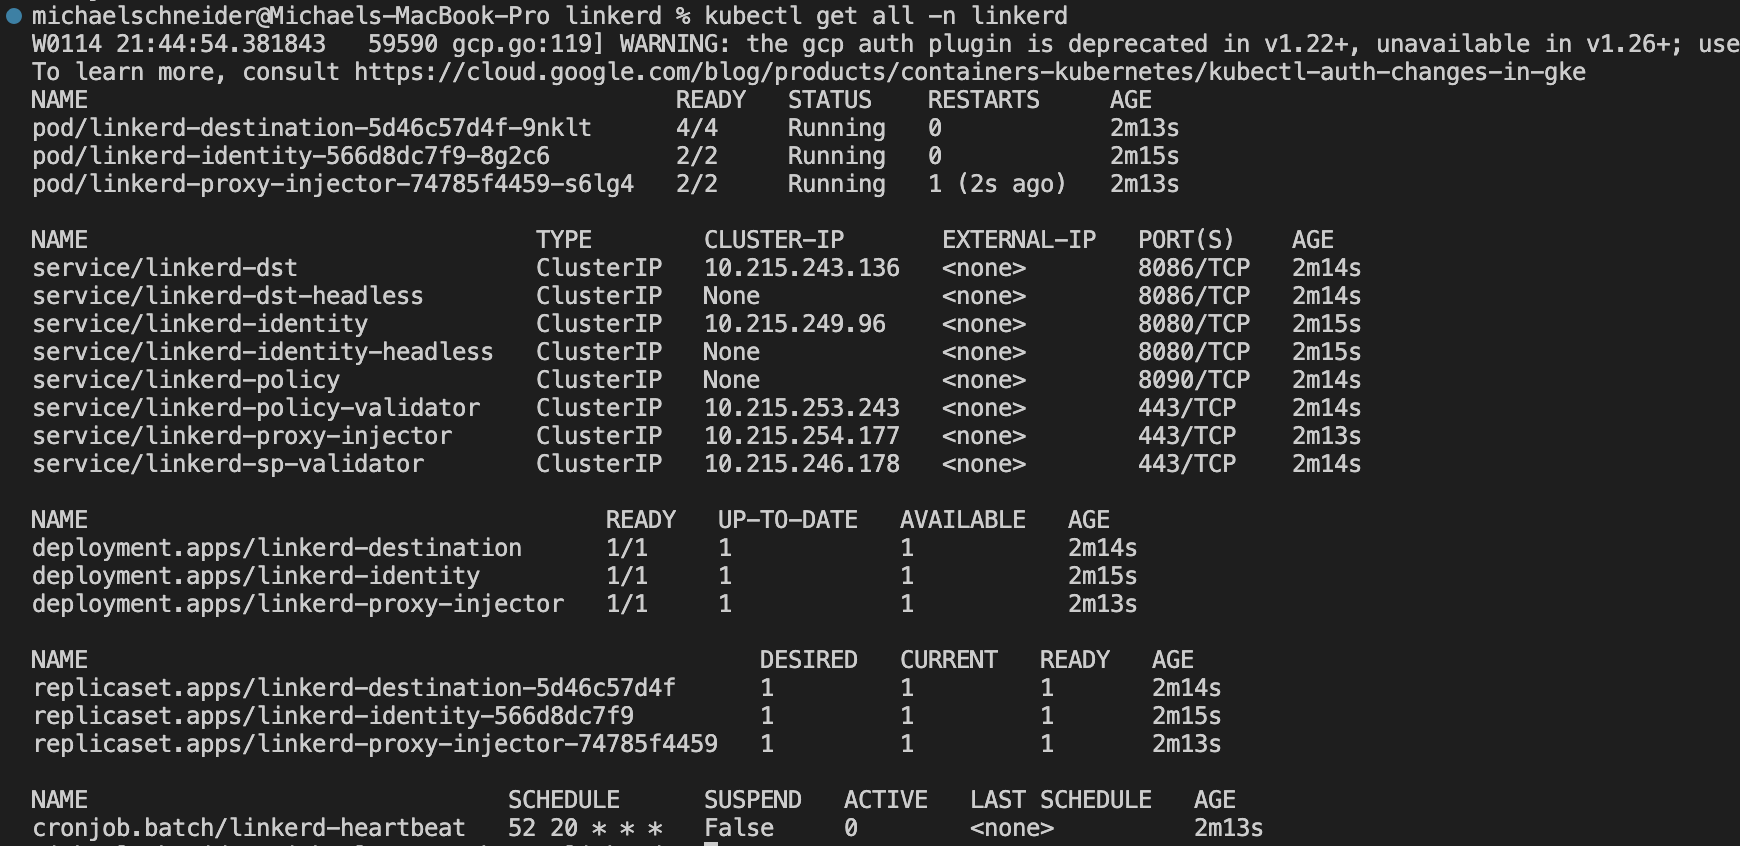 michaelschneider@Michaels-MacBook-Pro linkerd % kubectl get all -n linkerd
W0114 21:44:54.381843   59590 gcp.go:119] WARNING: the gcp auth plugin is deprecated in v1.22+, unavailable in v1.26+; use
To learn more, consult https://cloud.google.com/blog/products/containers-kubernetes/kubectl-auth-changes-in-gke
NAME                                          READY   STATUS    RESTARTS     AGE
pod/linkerd-destination-5d46c57d4f-9nklt      4/4     Running   0            2m13s
pod/linkerd-identity-566d8dc7f9-8g2c6         2/2     Running   0            2m15s
pod/linkerd-proxy-injector-74785f4459-s6lg4   2/2     Running   1 (2s ago)   2m13s
NAME                                TYPE        CLUSTER-IP       EXTERNAL-IP   PORT(S)    AGE
service/linkerd-dst                 ClusterIP   10.215.243.136   <none>        8086/TCP   2m14s
service/linkerd-dst-headless        ClusterIP   None             <none>        8086/TCP   2m14s
service/linkerd-identity            ClusterIP   10.215.249.96    <none>        8080/TCP   2m15s
service/linkerd-identity-headless   ClusterIP   None             <none>        8080/TCP   2m15s
service/linkerd-policy              ClusterIP   None             <none>        8090/TCP   2m14s
service/linkerd-policy-validator    ClusterIP   10.215.253.243   <none>        443/TCP    2m14s
service/linkerd-proxy-injector      ClusterIP   10.215.254.177   <none>        443/TCP    2m13s
service/linkerd-sp-validator        ClusterIP   10.215.246.178   <none>        443/TCP    2m14s
NAME                                     READY   UP-TO-DATE   AVAILABLE   AGE
deployment.apps/linkerd-destination      1/1     1            1           2m14s
deployment.apps/linkerd-identity         1/1     1            1           2m15s
deployment.apps/linkerd-proxy-injector   1/1     1            1           2m13s
NAME                                                DESIRED   CURRENT   READY   AGE
replicaset.apps/linkerd-destination-5d46c57d4f      1         1         1       2m14s
replicaset.apps/linkerd-identity-566d8dc7f9         1         1         1       2m15s
replicaset.apps/linkerd-proxy-injector-74785f4459   1         1         1       2m13s
NAME                              SCHEDULE      SUSPEND   ACTIVE   LAST SCHEDULE   AGE
cronjob.batch/linkerd-heartbeat   52 20 * * *   False     0        <none>          2m13s